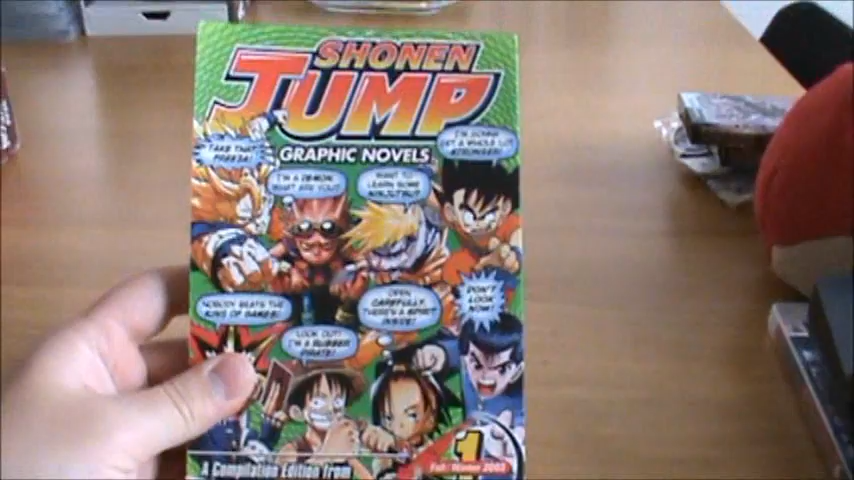 SHONEN
JUMP
GRAPHIC NOVELS
I'M GONNA
GET A WHOLE LOT
STRONGER!
TAKE THAT
FREEZA!
I'M A DEMON!
WHAT ARE YOU?
WANT TO
LEARN SOME
NINJUTSU?
NOBODY BEATS THE
KING OF GAMES!
OPEN
CAREFULLY,
THERE'S A SPIRIT
INSIDE!
DON'T
LOOK
NOW!
LOOK OUT!
I'M A RUBBER
PIRATE!
1
A Compilation Edition from
Fall/Winter 2003